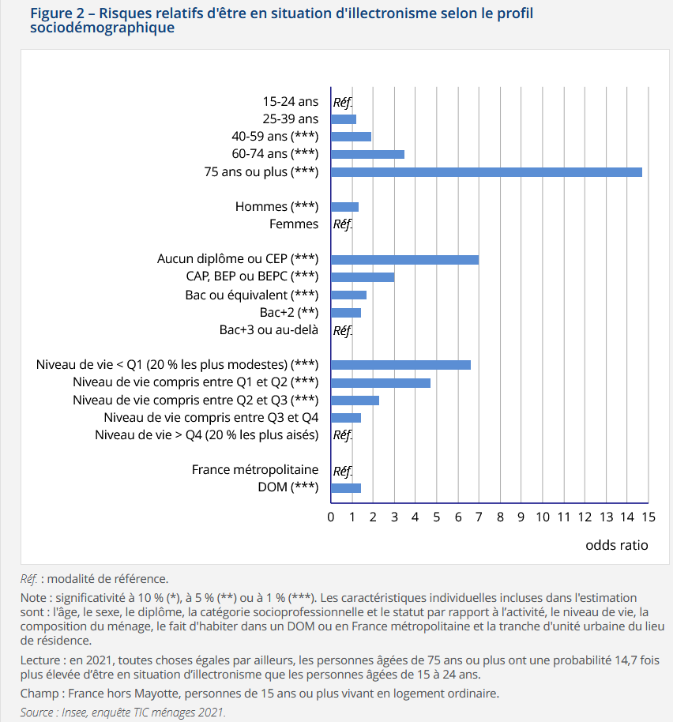 Figure 2 – Risques relatifs d'être en situation d'illectronisme selon le profil
sociodémographique
15-24 ans Réf.
25-39 ans
40-59 ans (***)
60-74 ans (***)
75 ans ou plus (***)
Hommes (***)
Femmes Réf.
Aucun diplôme ou CEP (***)
CAP, BEP ou BEPC (***)
Bac ou équivalent (***)
Bac+2 (**)
Bac+3 ou au-delà Réf.
Niveau de vie < Q1 (20 % les plus modestes) (***)
Niveau de vie compris entre Q1 et Q2 (***)
Niveau de vie compris entre Q2 et Q3 (***)
Niveau de vie compris entre Q3 et Q4
Niveau de vie > Q4 (20 % les plus aisés) Réf.
France métropolitaine Réf.
DOM (***)
0 1 2 3 4 5 6 7 8 9 10 11 12 13 14 15
odds ratio
Réf. : modalité de référence.
Note : significativité à 10 % (*), à 5 % (**) ou à 1 % (***). Les caractéristiques individuelles incluses dans l'estimation
sont : l'âge, le sexe, le diplôme, la catégorie socioprofessionnelle et le statut par rapport à l'activité, le niveau de vie, la
composition du ménage, le fait d'habiter dans un DOM ou en France métropolitaine et la tranche d'unité urbaine du lieu
de résidence.
Lecture : en 2021, toutes choses égales par ailleurs, les personnes âgées de 75 ans ou plus ont une probabilité 14,7 fois
plus élevée d'être en situation d'illectronisme que les personnes âgées de 15 à 24 ans.
Champ : France hors Mayotte, personnes de 15 ans ou plus vivant en logement ordinaire.
Source : Insee, enquête TIC ménages 2021.